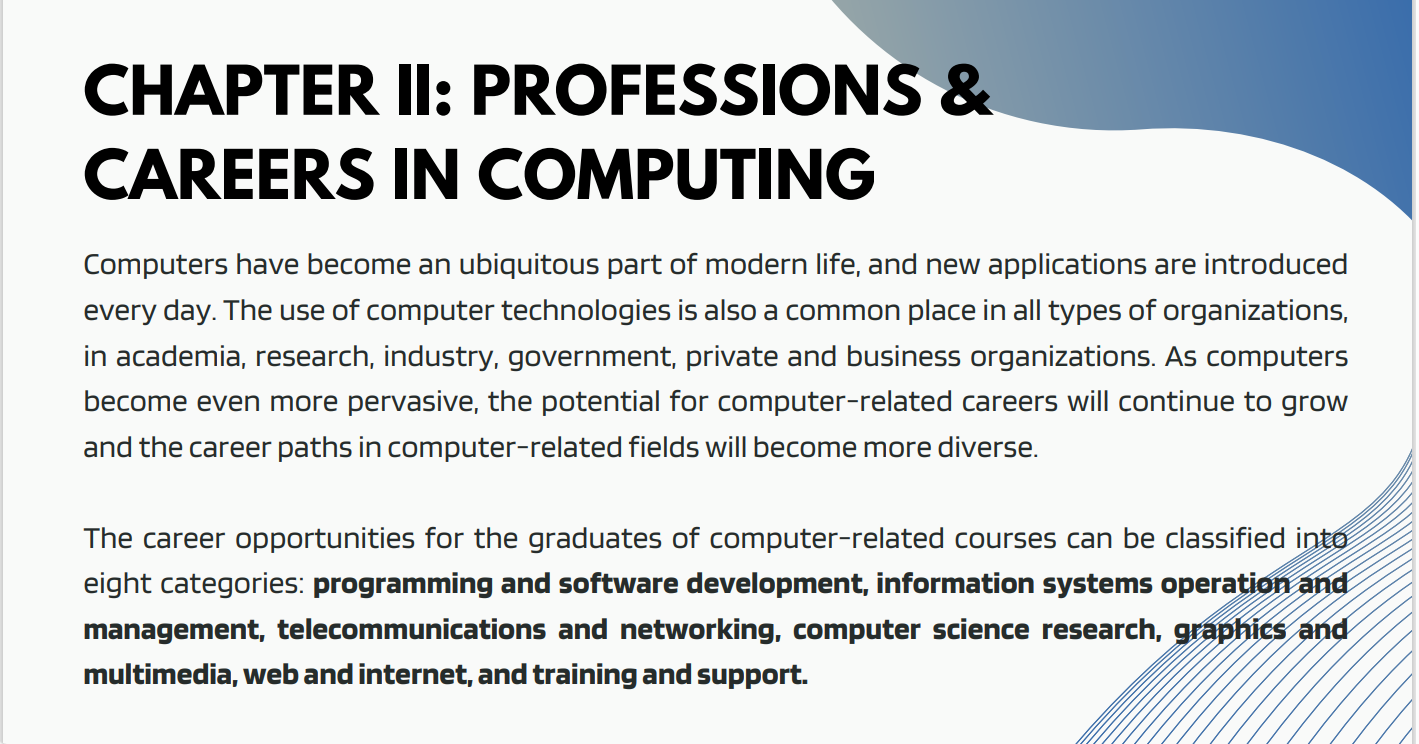 CHAPTER II: PROFESSIONS &
CAREERS IN COMPUTING
Computers have become an ubiquitous part of modern life, and new applications are introduced
every day. The use of computer technologies is also a common place in all types of organizations,
in academia, research, industry, government, private and business organizations. As computers
become even more pervasive, the potential for computer-related careers will continue to grow
and the career paths in computer-related fields will become more diverse.
The career opportunities for the graduates of computer-related courses can be classified into
eight categories: programming and software development, information systems operation and
management, telecommunications and networking, computer science research, graphics and
multimedia, web and internet, and training and support.